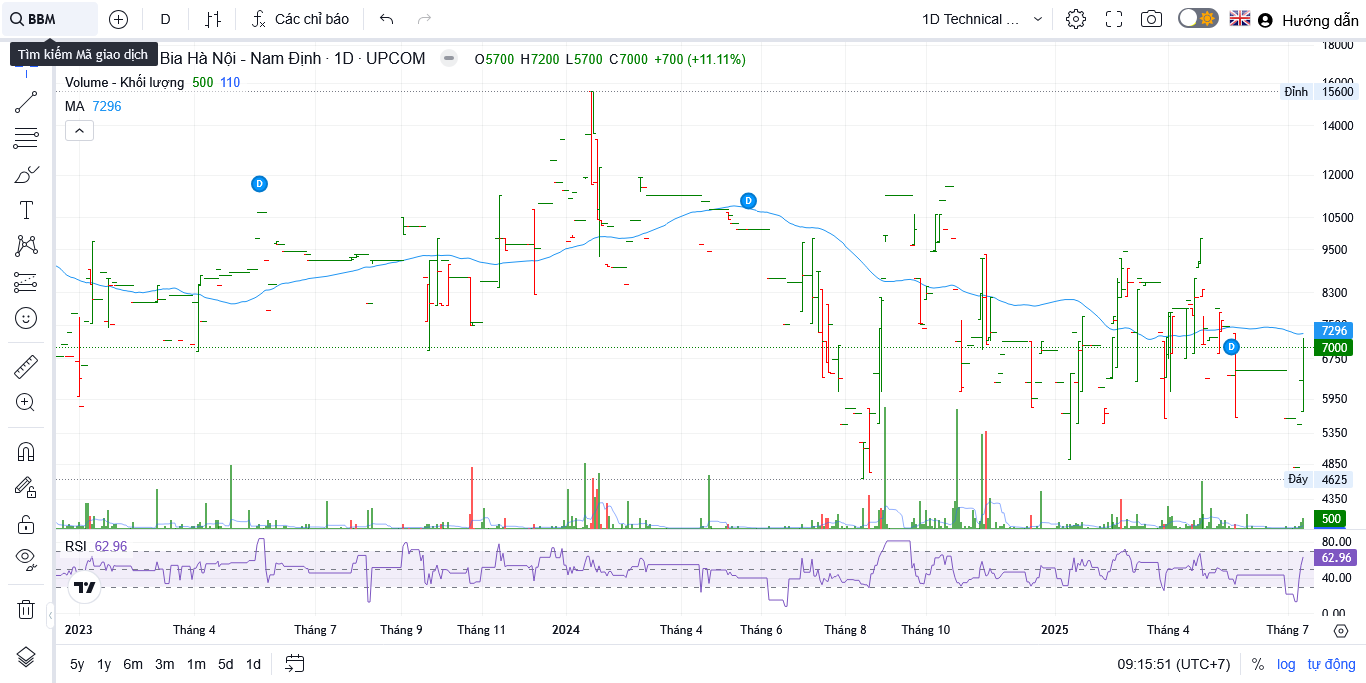 BBM D Các chỉ báo 1D Technical ... Hướng dẫn
Tìm kiếm Mã giao dịch
Bia Hà Nội - Nam Định · 1D · UPCOM O5700 H7200 L5700 C7000 +700 (+11.11%)
Volume - Khối lượng 500 110
MA 7296
18000
16000
Đỉnh 15600
14000
12000
10500
9500
8300
7500
7296
7000
6750
5950
5350
4850
Đáy 4625
4350
500
D
D
D
RSI 62.96
80.00
62.96
40.00
0.00
2023 Tháng 4 Tháng 7 Tháng 9 Tháng 11 2024 Tháng 4 Tháng 6 Tháng 8 Tháng 10 2025 Tháng 4 Tháng 7
5y 1y 6m 3m 1m 5d 1d 09:15:51 (UTC+7) % log tự động